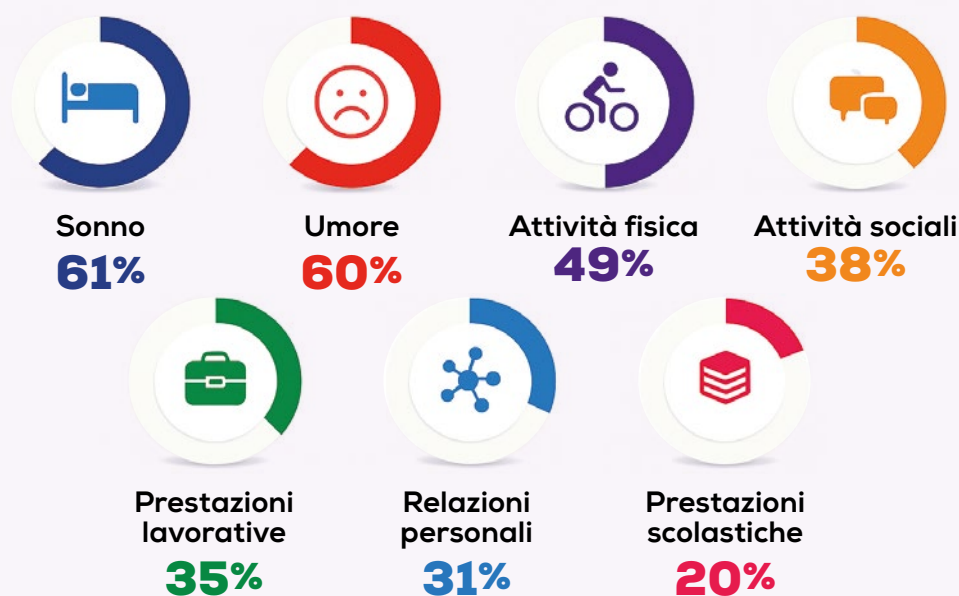 Sonno
61%
Umore
60%
Attività fisica
49%
Attività sociali
38%
Prestazioni
lavorative
35%
Relazioni
personali
31%
Prestazioni
scolastiche
20%